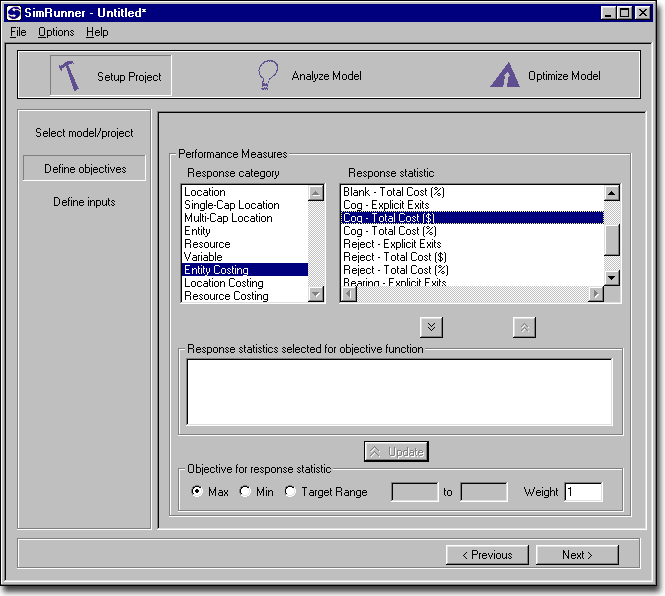 SimRunner - Untitled*
File Options Help
Setup Project Analyze Model Optimize Model
Select model/project
Define objectives
Define inputs
Performance Measures
Response category
Location
Single-Cap Location
Multi-Cap Location
Entity
Resource
Variable
Entity Costing
Location Costing
Resource Costing
Response statistic
Blank - Total Cost (%)
Cog - Explicit Exits
Cog - Total Cost ($)
Cog - Total Cost (%)
Reject - Explicit Exits
Reject - Total Cost ($)
Reject - Total Cost (%)
Bearing - Explicit Exits
Response statistics selected for objective function
Update
Objective for response statistic
Max Min Target Range to Weight 1
< Previous Next >